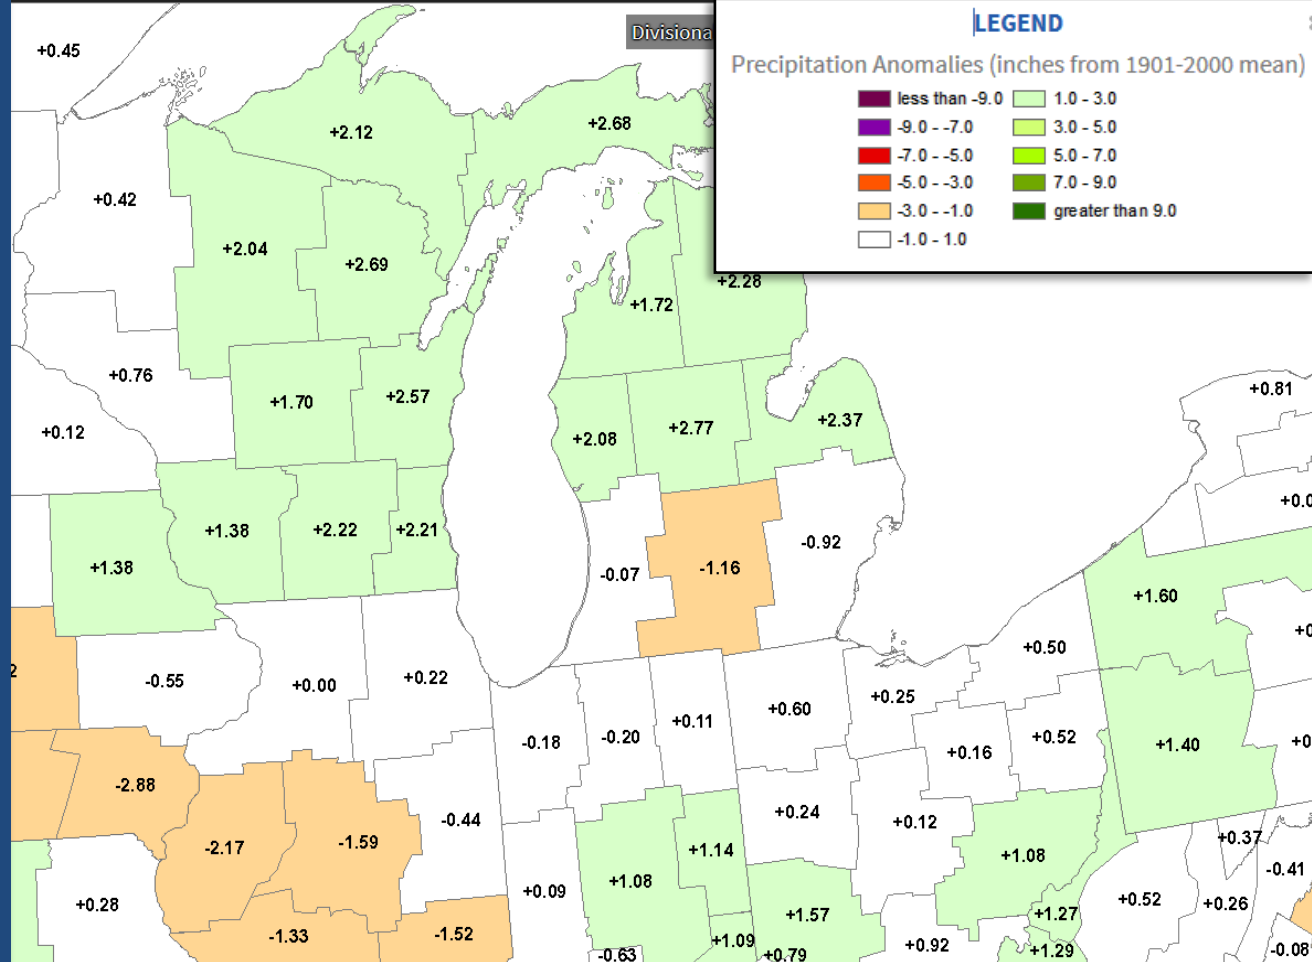 LEGEND
Divisiona
Precipitation Anomalies (inches from 1901-2000 mean)
less than -9.0 1.0 - 3.0
-9.0 - -7.0 3.0 - 5.0
-7.0 - -5.0 5.0 - 7.0
-5.0 - -3.0 7.0 - 9.0
-3.0 - -1.0 greater than 9.0
-1.0 - 1.0
+0.45
+2.12 +2.68
+0.42
+2.04 +2.69
+2.28
+1.72
+0.76 +0.81
+1.70 +2.57
+0.12 +2.08 +2.77 +2.37
+0.0
+1.38 +2.22 +2.21
+1.38 -0.07 -1.16 -0.92
+1.60
+0
+0.50
2 -0.55 +0.00 +0.22
+0.25
-0.18 -0.20 +0.11 +0.60
+0.16 +0.52 +1.40 +0
-2.88
-0.44 +0.24 +0.12
+0.37
-2.17 -1.59 +1.14 +1.08
-0.41
+0.28 +0.09 +1.08
+1.57 +1.27 +0.52 +0.26
-1.33 -1.52 +1.09 +0.92 +1.29 -0.08
-0.63 +0.79